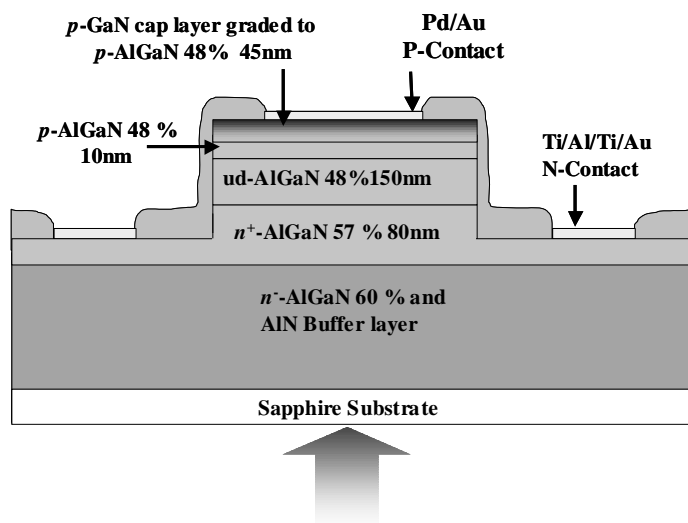 p-GaN cap layer graded to
p-AlGaN 48% 45nm
Pd/Au
P-Contact
p-AlGaN 48 %
10nm
Ti/Al/Ti/Au
N-Contact
ud-AlGaN 48%150nm
n⁺-AlGaN 57 % 80nm
n⁻-AlGaN 60 % and
AlN Buffer layer
Sapphire Substrate